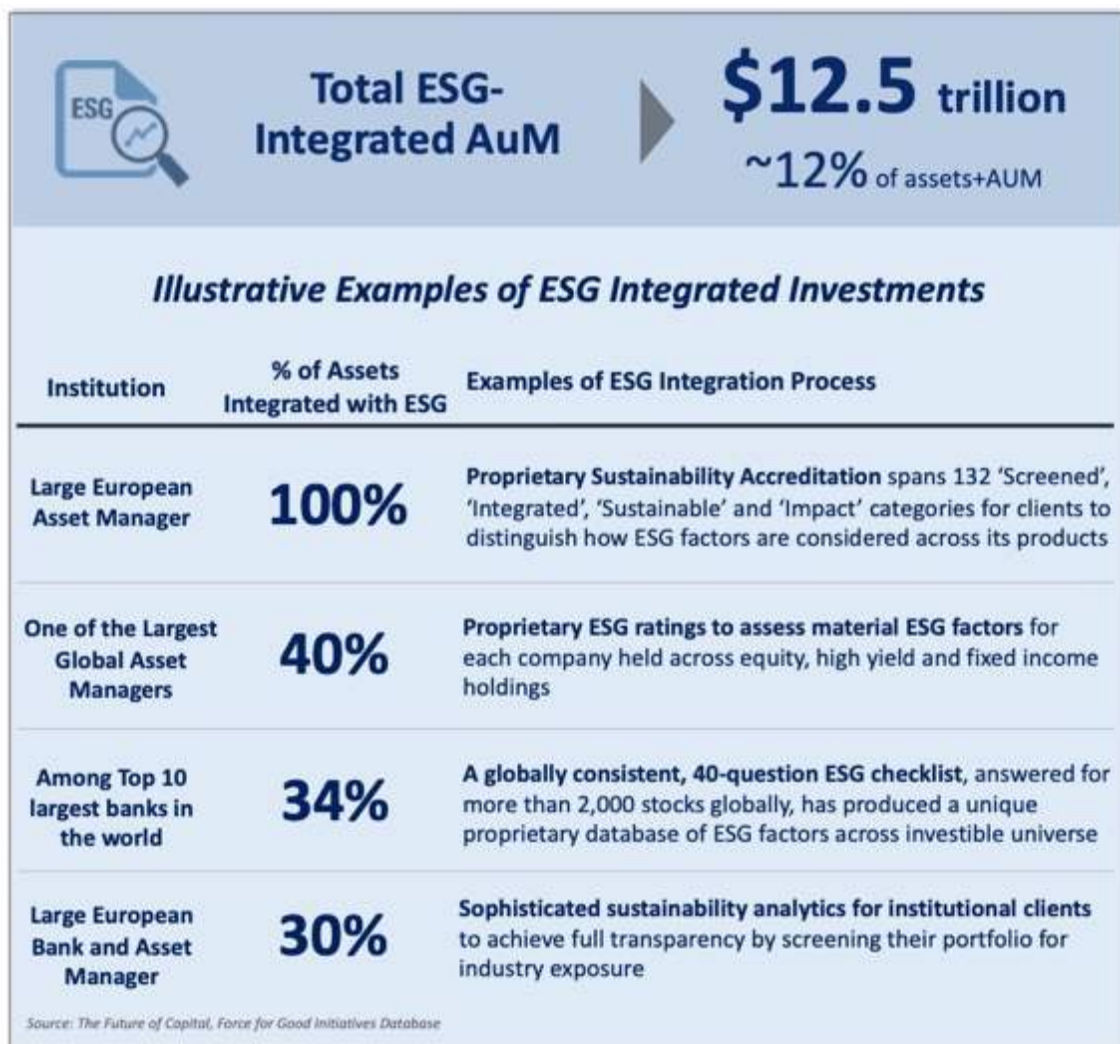 ESG
Total ESG-
Integrated AuM
$12.5 trillion
~12% of assets+AUM
Illustrative Examples of ESG Integrated Investments
Institution
% of Assets
Integrated with ESG
Examples of ESG Integration Process
Large European
Asset Manager
100%
Proprietary Sustainability Accreditation spans 132 ‘Screened’,
‘Integrated’, ‘Sustainable’ and ‘Impact’ categories for clients to
distinguish how ESG factors are considered across its products
One of the Largest
Global Asset
Managers
40%
Proprietary ESG ratings to assess material ESG factors for
each company held across equity, high yield and fixed income
holdings
Among Top 10
largest banks in
the world
34%
A globally consistent, 40-question ESG checklist, answered for
more than 2,000 stocks globally, has produced a unique
proprietary database of ESG factors across investible universe
Large European
Bank and Asset
Manager
30%
Sophisticated sustainability analytics for institutional clients
to achieve full transparency by screening their portfolio for
industry exposure
Source: The Future of Capital, Force for Good Initiatives Database